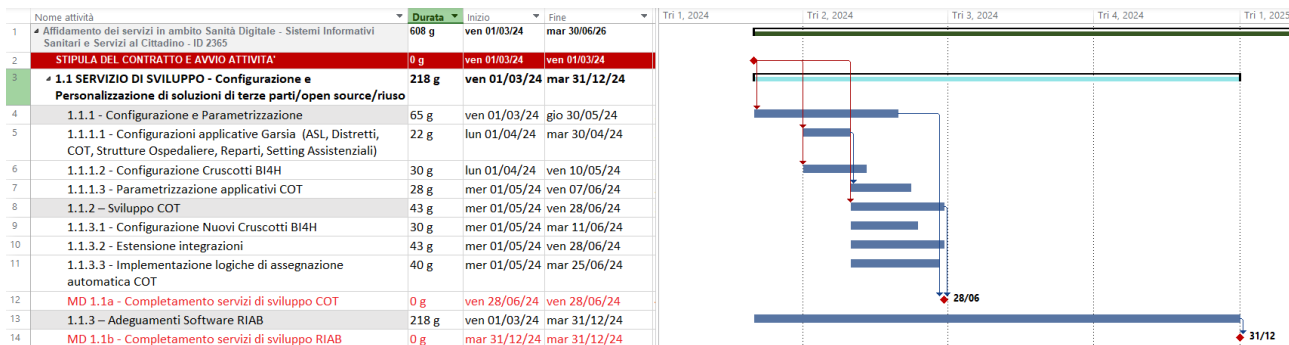 Nome attività Durata Inizio Fine Tri 1, 2024 Tri 2, 2024 Tri 3, 2024 Tri 4, 2024 Tri 1, 2025
1 Affidamento dei servizi in ambito Sanità Digitale - Sistemi Informativi 608 g ven 01/03/24 mar 30/06/26
Sanitari e Servizi al Cittadino - ID 2365
2 STIPULA DEL CONTRATTO E AVVIO ATTIVITA' 0 g ven 01/03/24 ven 01/03/24
3 1.1 SERVIZIO DI SVILUPPO - Configurazione e 218 g ven 01/03/24 mar 31/12/24
Personalizzazione di soluzioni di terze parti/open source/riuso
4 1.1.1 - Configurazione e Parametrizzazione 65 g ven 01/03/24 gio 30/05/24
5 1.1.1.1 - Configurazioni applicative Garsia (ASL, Distretti, 22 g lun 01/04/24 mar 30/04/24
COT, Strutture Ospedaliere, Reparti, Setting Assistenziali)
6 1.1.1.2 - Configurazione Cruscotti BI4H 30 g lun 01/04/24 ven 10/05/24
7 1.1.1.3 - Parametrizzazione applicativi COT 28 g mer 01/05/24 ven 07/06/24
8 1.1.2 – Sviluppo COT 43 g mer 01/05/24 ven 28/06/24
9 1.1.3.1 - Configurazione Nuovi Cruscotti BI4H 30 g mer 01/05/24 mar 11/06/24
10 1.1.3.2 - Estensione integrazioni 43 g mer 01/05/24 ven 28/06/24
11 1.1.3.3 - Implementazione logiche di assegnazione 40 g mer 01/05/24 mar 25/06/24
automatica COT
12 MD 1.1a - Completamento servizi di sviluppo COT 0 g ven 28/06/24 ven 28/06/24 28/06
13 1.1.3 – Adeguamenti Software RIAB 218 g ven 01/03/24 mar 31/12/24
14 MD 1.1b - Completamento servizi di sviluppo RIAB 0 g mar 31/12/24 mar 31/12/24 31/12